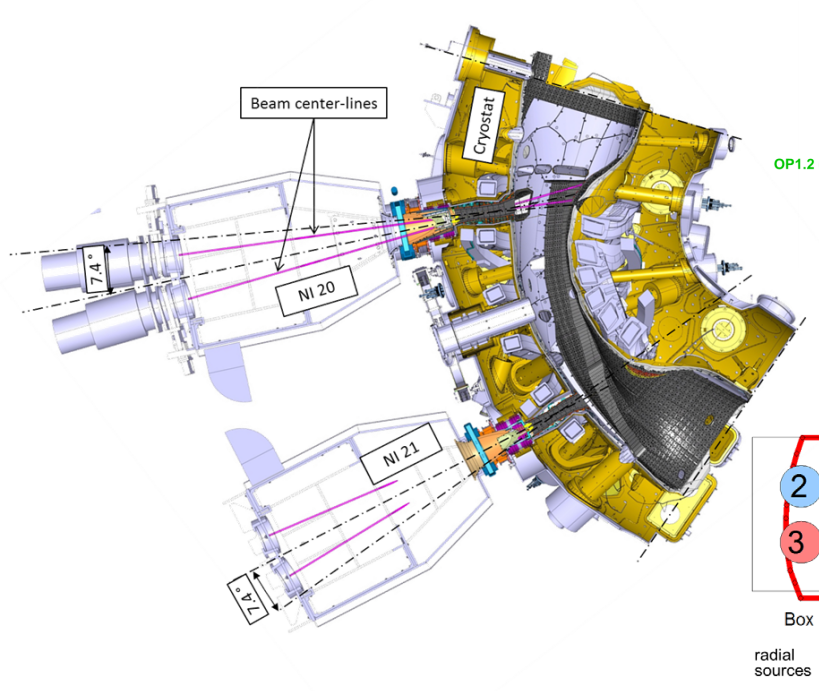 Beam center-lines
Cryostat
OP1.2
7.4°
NI 20
NI 21
7.4°
2
3
Box
radial
sources